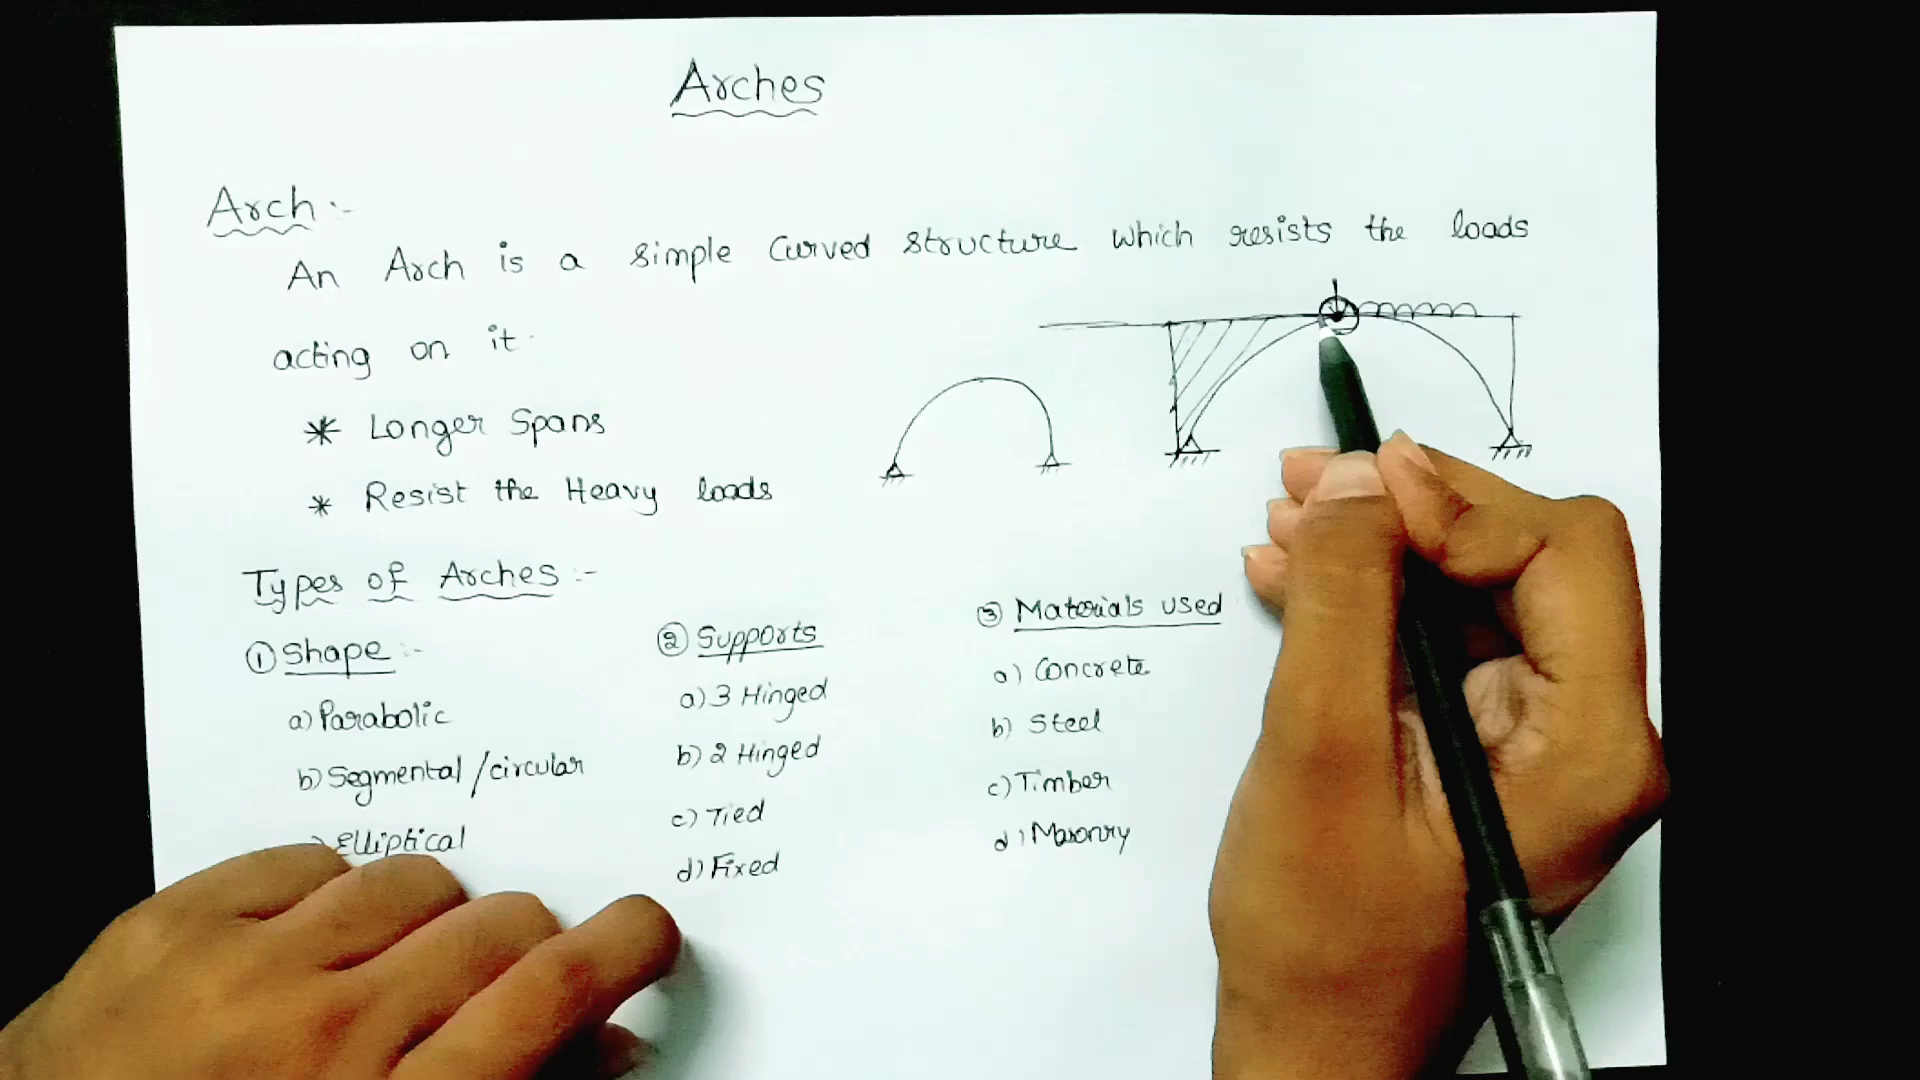 Arches
Arch :-
An Arch is a simple curved structure which resists the loads
acting on it.
* Longer Spans
* Resist the Heavy loads
Types of Arches :-
① Shape :-
a) Parabolic
b) Segmental / circular
) Elliptical
② Supports
a) 3 Hinged
b) 2 Hinged
c) Tied
d) Fixed
③ Materials used
a) Concrete
b) Steel
c) Timber
d) Masonry